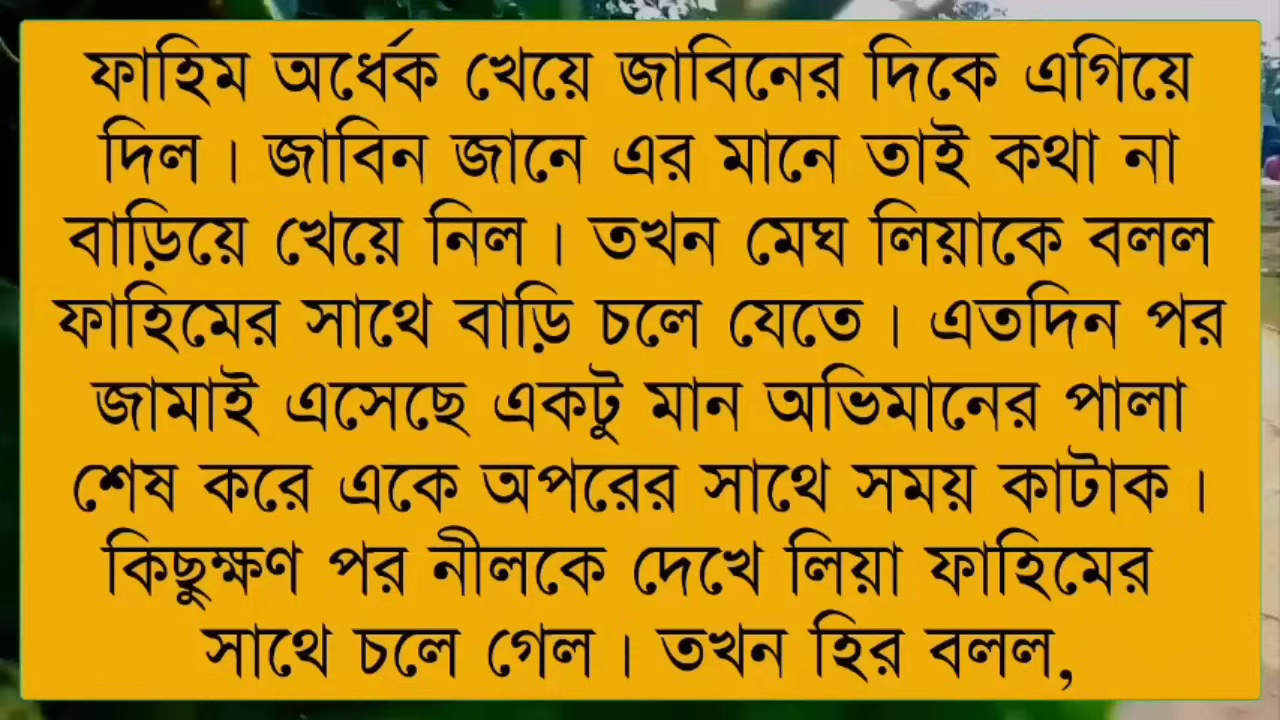 ফাহিম অর্ধেক খেয়ে জাবিনের দিকে এগিয়ে
দিল । জাবিন জানে এর মানে তাই কথা না
বাড়িয়ে খেয়ে নিল । তখন মেঘ লিয়াকে বলল
ফাহিমের সাথে বাড়ি চলে যেতে । এতদিন পর
জামাই এসেছে একটু মান অভিমানের পালা
শেষ করে একে অপরের সাথে সময় কাটাক ।
কিছুক্ষণ পর নীলকে দেখে লিয়া ফাহিমের
সাথে চলে গেল । তখন হির বলল,